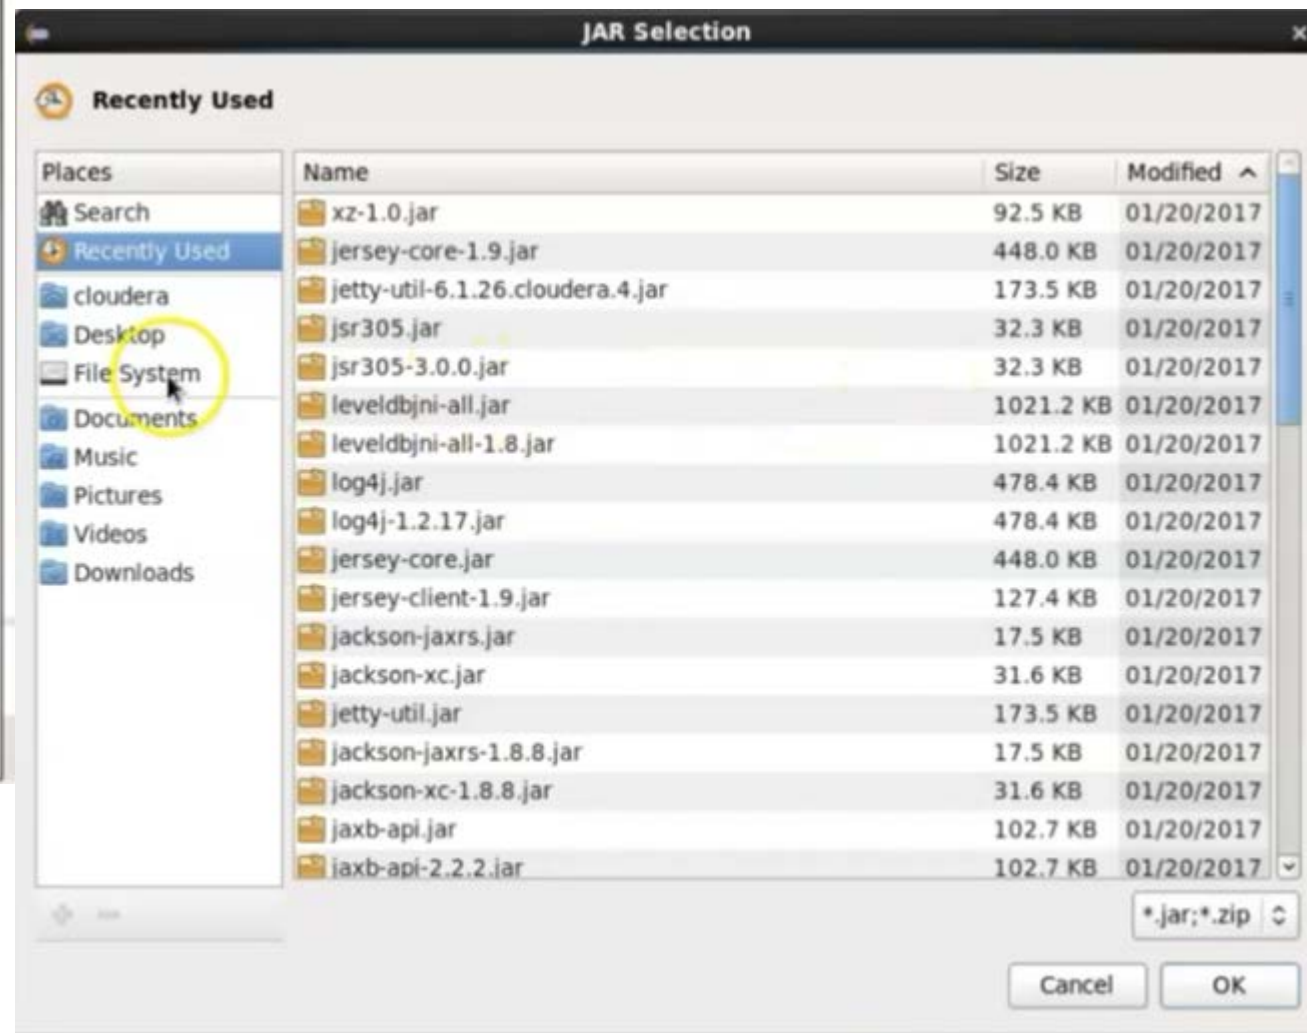 JAR Selection
Recently Used
Places
Search
Recently Used
cloudera
Desktop
File System
Documents
Music
Pictures
Videos
Downloads
Name Size Modified
xz-1.0.jar 92.5 KB 01/20/2017
jersey-core-1.9.jar 448.0 KB 01/20/2017
jetty-util-6.1.26.cloudera.4.jar 173.5 KB 01/20/2017
jsr305.jar 32.3 KB 01/20/2017
jsr305-3.0.0.jar 32.3 KB 01/20/2017
leveldbjni-all.jar 1021.2 KB 01/20/2017
leveldbjni-all-1.8.jar 1021.2 KB 01/20/2017
log4j.jar 478.4 KB 01/20/2017
log4j-1.2.17.jar 478.4 KB 01/20/2017
jersey-core.jar 448.0 KB 01/20/2017
jersey-client-1.9.jar 127.4 KB 01/20/2017
jackson-jaxrs.jar 17.5 KB 01/20/2017
jackson-xc.jar 31.6 KB 01/20/2017
jetty-util.jar 173.5 KB 01/20/2017
jackson-jaxrs-1.8.8.jar 17.5 KB 01/20/2017
jackson-xc-1.8.8.jar 31.6 KB 01/20/2017
jaxb-api.jar 102.7 KB 01/20/2017
jaxb-api-2.2.2.jar 102.7 KB 01/20/2017
*.jar;*.zip
Cancel OK